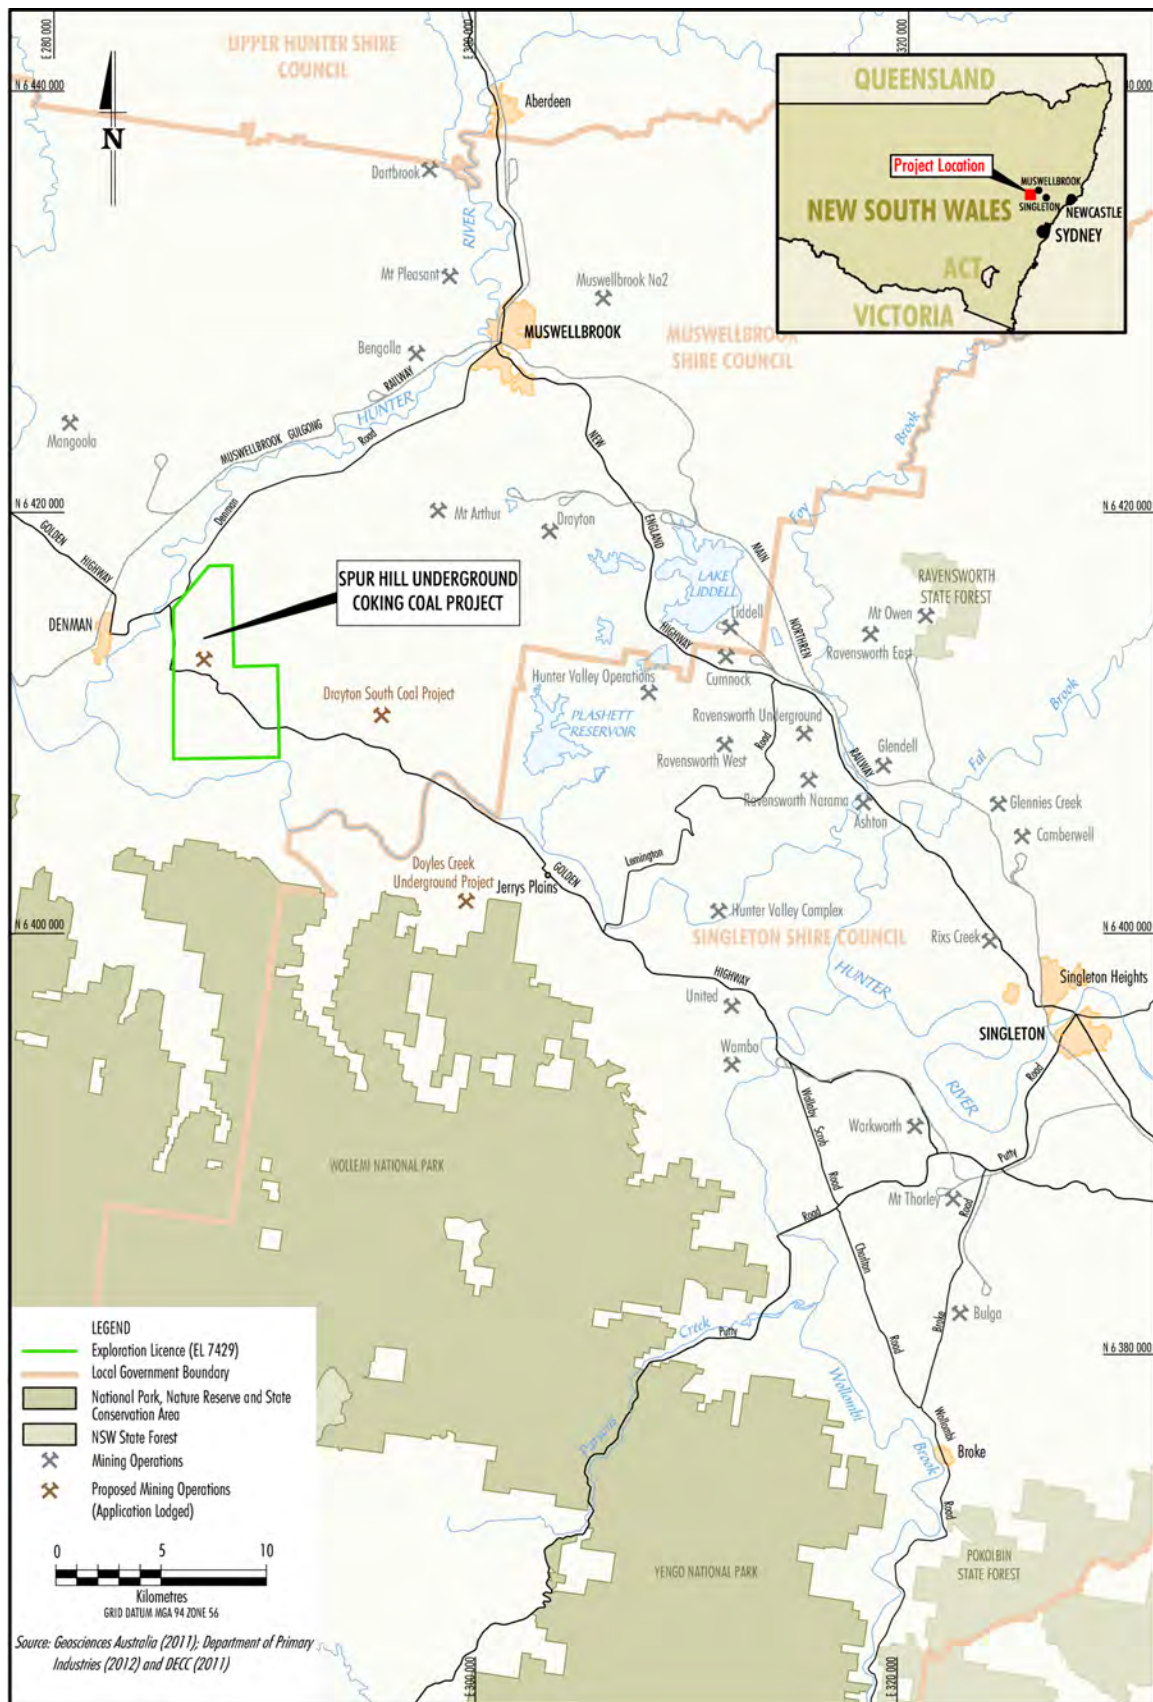 E 280 000
E 300 000
320 000
N 6 440 000
UPPER HUNTER SHIRE
COUNCIL
Aberdeen
N
Dartbrook
RIVER
QUEENSLAND
Project Location
MUSWELLBROOK
SINGLETON
NEWCASTLE
NEW SOUTH WALES
SYDNEY
ACT
VICTORIA
Mt Pleasant
Muswellbrook No2
MUSWELLBROOK
MUSWELLBROOK
SHIRE COUNCIL
Bengalla
RAILWAY
HUNTER
MUSWELLBROOK GULGONG
Road
Denman
Mangoola
NEW
ENGLAND
HIGHWAY
Foy
Brook
N 6 420 000
N 6 420 000
GOLDEN
HIGHWAY
Mt Arthur
Drayton
MAIN
NORTHREN
RAILWAY
SPUR HILL UNDERGROUND
COKING COAL PROJECT
LAKE
LIDDELL
Liddell
RAVENSWORTH
STATE FOREST
Mt Owen
Ravensworth East
DENMAN
Cumnock
Hunter Valley Operations
Drayton South Coal Project
PLASHETT
RESERVOIR
Ravensworth Underground
Road
Ravensworth West
Glendell
Fal
Brook
Ravensworth Narama
Ashton
Glennies Creek
Camberwell
Lemington
Doyles Creek
Underground Project
Jerrys Plains
GOLDEN
HIGHWAY
Hunter Valley Complex
SINGLETON SHIRE COUNCIL
Rixs Creek
N 6 400 000
N 6 400 000
HUNTER
RIVER
Singleton Heights
SINGLETON
United
Wambo
Wallaby
Scrub
Road
Road
Warkworth
Putty
Mt Thorley
Road
Road
WOLLEMI NATIONAL PARK
Charlton
Road
Broke
Bulga
Creek
Putty
Parsons
Wollombi
Brook
N 6 380 000
Wollombi
Road
Broke
YENGO NATIONAL PARK
POKOLBIN
STATE FOREST
LEGEND
Exploration Licence (EL 7429)
Local Government Boundary
National Park, Nature Reserve and State
Conservation Area
NSW State Forest
Mining Operations
Proposed Mining Operations
(Application Lodged)
0 5 10
Kilometres
GRID DATUM MGA 94 ZONE 56
Source: Geosciences Australia (2011); Department of Primary
Industries (2012) and DECC (2011)
E 300 000
E 320 000